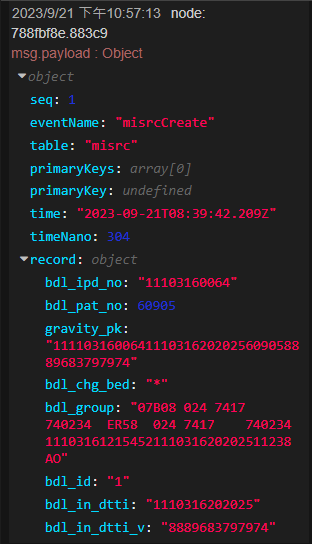 2023/9/21 下午10:57:13 node:
788fbf8e.883c9
msg.payload : Object
object
seq: 1
eventName: "misrcCreate"
table: "misrc"
primaryKeys: array[0]
primaryKey: undefined
time: "2023-09-21T08:39:42.209Z"
timeNano: 304
record: object
bdl_ipd_no: "11103160064"
bdl_pat_no: 60905
gravity_pk:
"11110316006411103162020256090588
89683797974"
bdl_chg_bed: "*"
bdl_group: "07B08 024 7417
740234  ER58  024 7417    740234
11103161215452111031620202511238
AO"
bdl_id: "1"
bdl_in_dtti: "1110316202025"
bdl_in_dtti_v: "8889683797974"